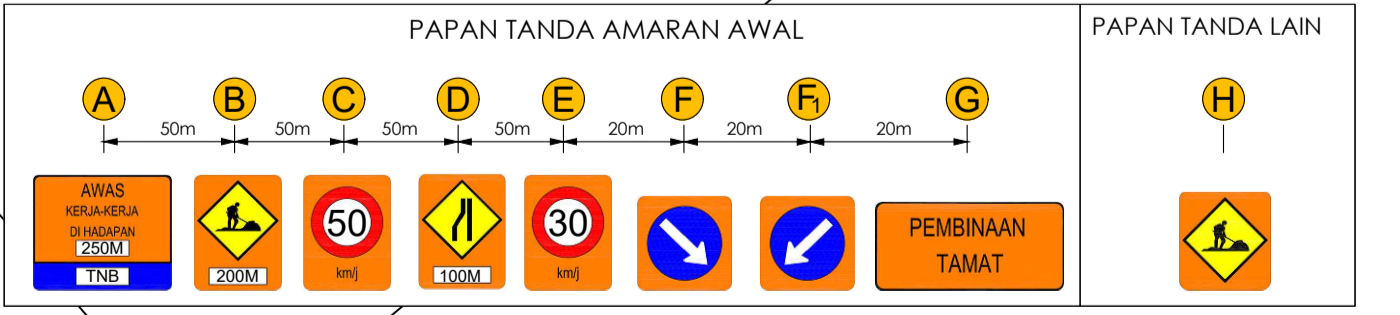 PAPAN TANDA AMARAN AWAL
PAPAN TANDA LAIN
A B C D E F F1 G H
50m 50m 50m 50m 20m 20m 20m
AWAS
KERJA-KERJA
DI HADAPAN
250M
TNB
200M
50
km/j
100M
30
km/j
PEMBINAAN
TAMAT